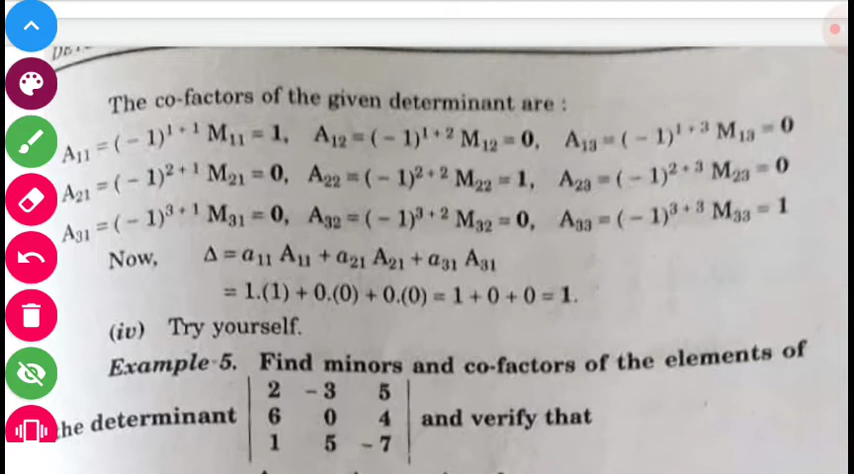 The co-factors of the given determinant are :
A₁₁ = (– 1)¹⁺¹ M₁₁ = 1, A₁₂ = (– 1)¹⁺² M₁₂ = 0, A₁₃ = (– 1)¹⁺³ M₁₃ = 0
A₂₁ = (– 1)²⁺¹ M₂₁ = 0, A₂₂ = (– 1)²⁺² M₂₂ = 1, A₂₃ = (– 1)²⁺³ M₂₃ = 0
A₃₁ = (– 1)³⁺¹ M₃₁ = 0, A₃₂ = (– 1)³⁺² M₃₂ = 0, A₃₃ = (– 1)³⁺³ M₃₃ = 1
Now, Δ = a₁₁ A₁₁ + a₂₁ A₂₁ + a₃₁ A₃₁
= 1.(1) + 0.(0) + 0.(0) = 1 + 0 + 0 = 1.
(iv) Try yourself.
Example 5. Find minors and co-factors of the elements of
2 – 3 5
he determinant 6 0 4 and verify that
1 5 – 7